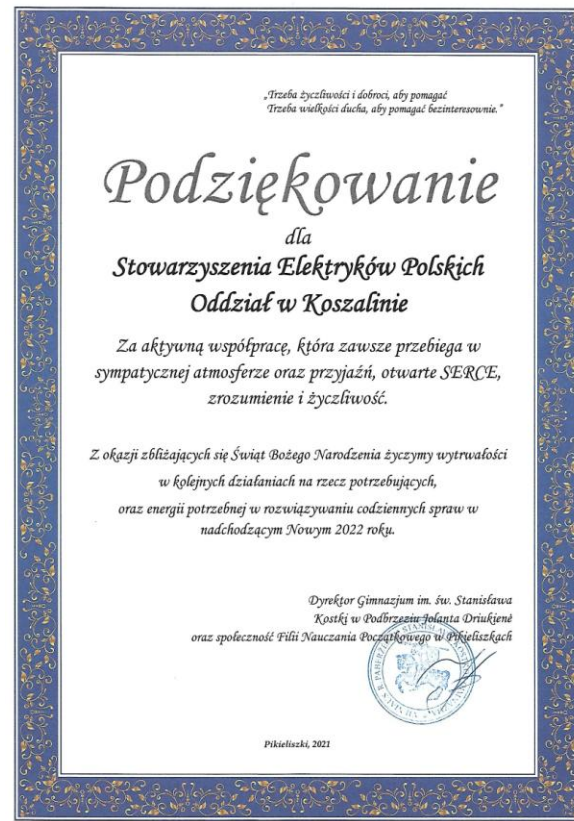 „Trzeba życzliwości i dobroci, aby pomagać
Trzeba wielkości ducha, aby pomagać bezinteresownie.”
Podziękowanie
dla
Stowarzyszenia Elektryków Polskich
Oddział w Koszalinie
Za aktywną współpracę, która zawsze przebiega w
sympatycznej atmosferze oraz przyjaźń, otwarte SERCE,
zrozumienie i życzliwość.
Z okazji zbliżających się Świąt Bożego Narodzenia życzymy wytrwałości
w kolejnych działaniach na rzecz potrzebujących,
oraz energii potrzebnej w rozwiązywaniu codziennych spraw w
nadchodzącym Nowym 2022 roku.
Dyrektor Gimnazjum im. św. Stanisława
Kostki w Podbrzeziu Jolanta Driukienė
oraz społeczność Filii Nauczania Początkowego w Pikieliszkach
Pikieliszki, 2021